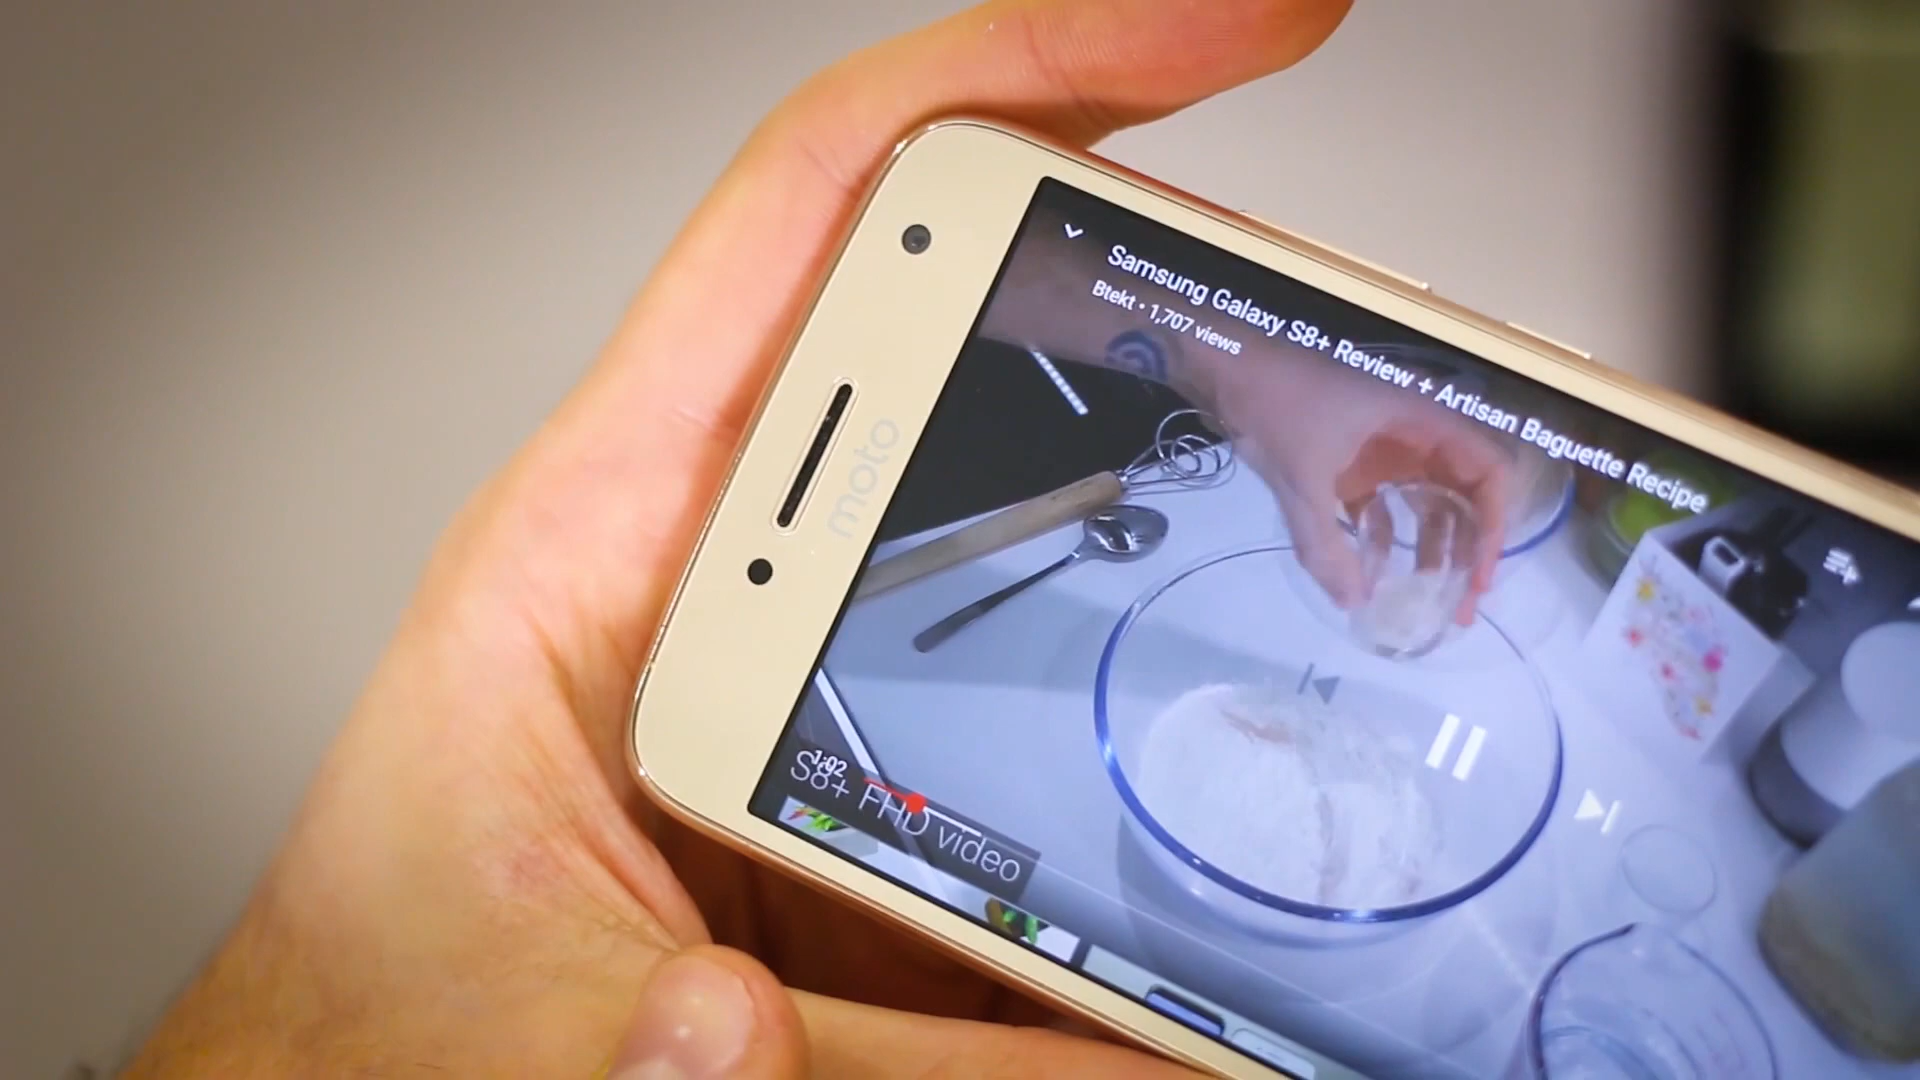 moto
Samsung Galaxy S8+ Review + Artisan Baguette Recipe
Btekt • 1,707 views
1:02
S8+ FHD video